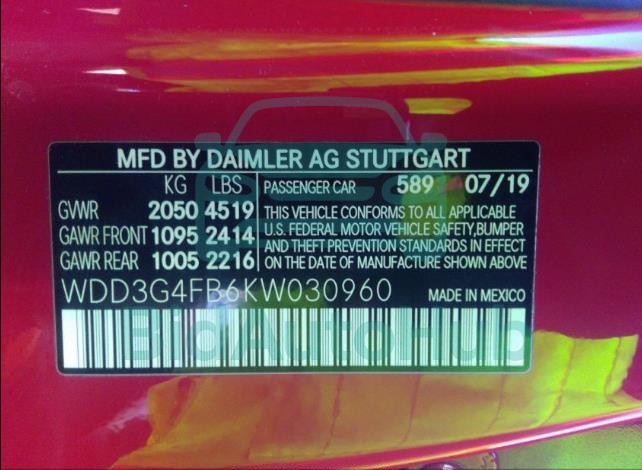 MFD BY DAIMLER AG STUTTGART
KG LBS PASSENGER CAR 589 07/19
GVWR 2050 4519 THIS VEHICLE CONFORMS TO ALL APPLICABLE
GAWR FRONT 1095 2414 U.S. FEDERAL MOTOR VEHICLE SAFETY,BUMPER
AND THEFT PREVENTION STANDARDS IN EFFECT
GAWR REAR 1005 2216 ON THE DATE OF MANUFACTURE SHOWN ABOVE.
WDD3G4FB6KW030960 MADE IN MEXICO
BidAutoHub